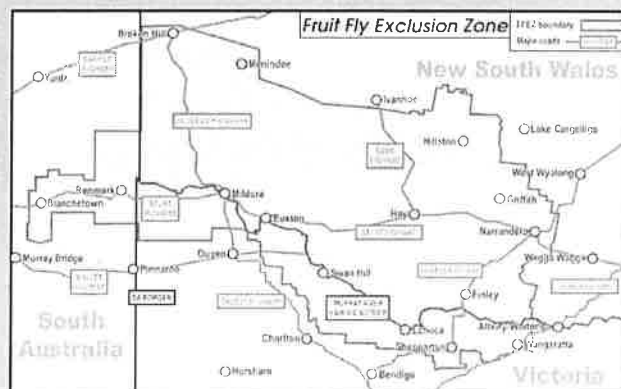 Fruit Fly Exclusion Zone
FFEZ boundary
Major roads
Broken Hill
Menindee
New South Wales
Yunta
Ivanhoe
Hillston
Lake Cargelligo
West Wyalong
Renmark
Mildura
Griffith
Blanchetown
Euston
Hay
Narrandera
Murray Bridge
Pinnaroo
Ouyen
Wagga Wagga
Swan Hill
Finley
SA BORDER
South
Australia
Charlton
Echuca
Albury Wodonga
Shepparton
Wangaratta
Horsham
Bendigo
Victoria